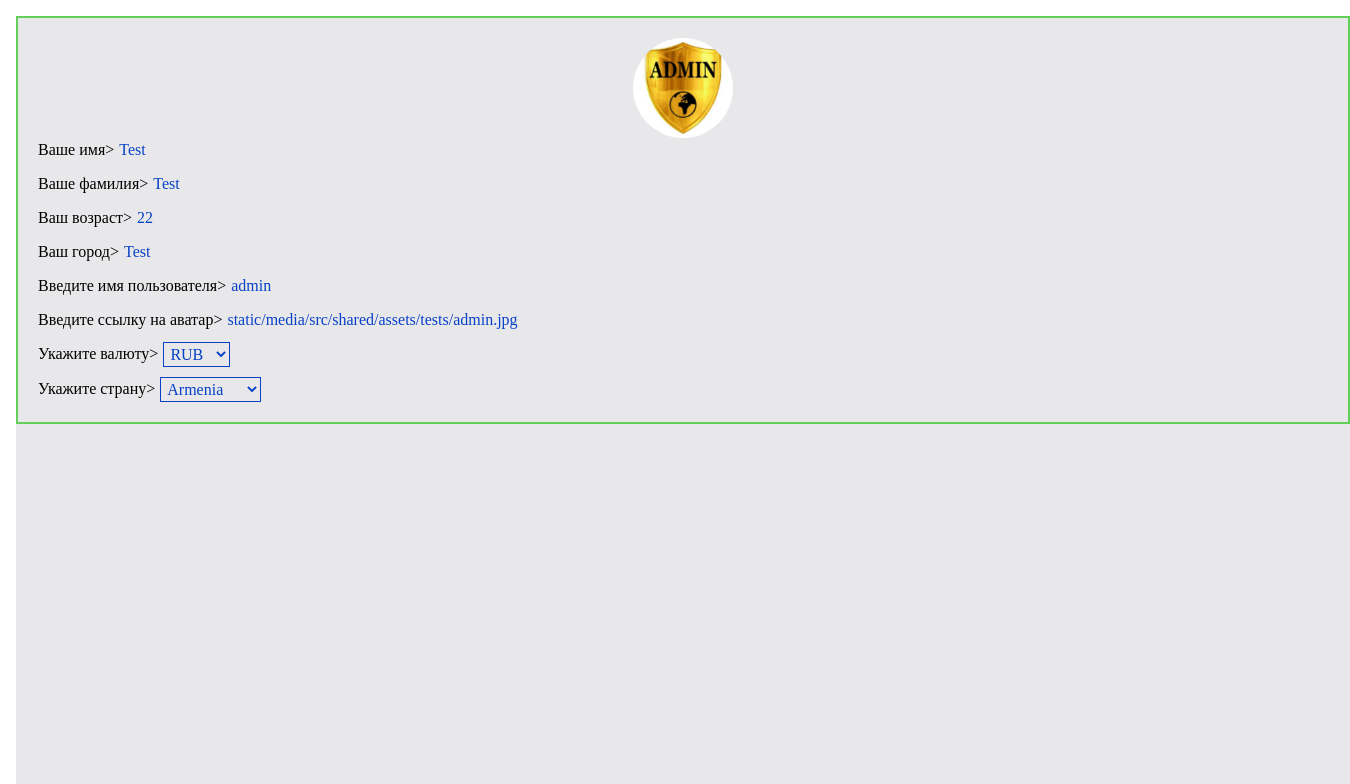 ADMIN
Ваше имя> Test
Ваше фамилия> Test
Ваш возраст> 22
Ваш город> Test
Введите имя пользователя> admin
Введите ссылку на аватар> static/media/src/shared/assets/tests/admin.jpg
Укажите валюту> RUB
Укажите страну> Armenia